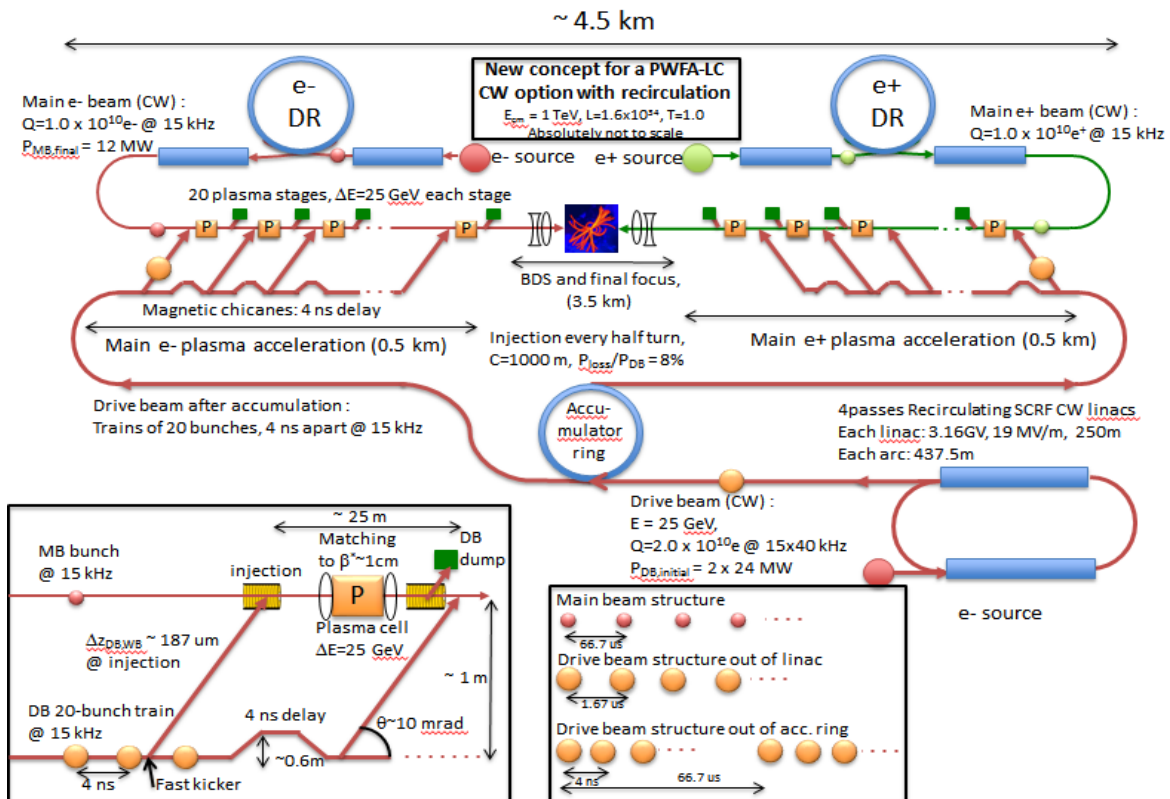 ~ 4.5 km
New concept for a PWFA-LC
CW option with recirculation
E_cm = 1 TeV, L=1.6x10³⁴, T=1.0
Absolutely not to scale
e-
DR
e+
DR
Main e- beam (CW) :
Q=1.0 x 10¹⁰e- @ 15 kHz
P_MB,final = 12 MW
Main e+ beam (CW) :
Q=1.0 x 10¹⁰e⁺ @ 15 kHz
e- source
e+ source
20 plasma stages, ΔE=25 GeV each stage
P
P
P
P
P
P
P
P
BDS and final focus,
(3.5 km)
Magnetic chicanes: 4 ns delay
Main e- plasma acceleration (0.5 km)
Injection every half turn,
C=1000 m, P_loss/P_DB = 8%
Main e+ plasma acceleration (0.5 km)
Drive beam after accumulation :
Trains of 20 bunches, 4 ns apart @ 15 kHz
Accu-
mulator
ring
4passes Recirculating SCRF CW linacs
Each linac: 3.16GV, 19 MV/m, 250m
Each arc: 437.5m
Drive beam (CW) :
E = 25 GeV,
Q=2.0 x 10¹⁰e @ 15x40 kHz
P_DB,initial = 2 x 24 MW
e- source
~ 25 m
MB bunch
@ 15 kHz
injection
Matching
to β*~1cm
DB
dump
P
Plasma cell
ΔE=25 GeV
Δz_DB,WB ~ 187 um
@ injection
~ 1 m
DB 20-bunch train
@ 15 kHz
4 ns delay
θ~10 mrad
~0.6m
4 ns
Fast kicker
Main beam structure
66.7 us
Drive beam structure out of linac
1.67 us
Drive beam structure out of acc. ring
4 ns
66.7 us